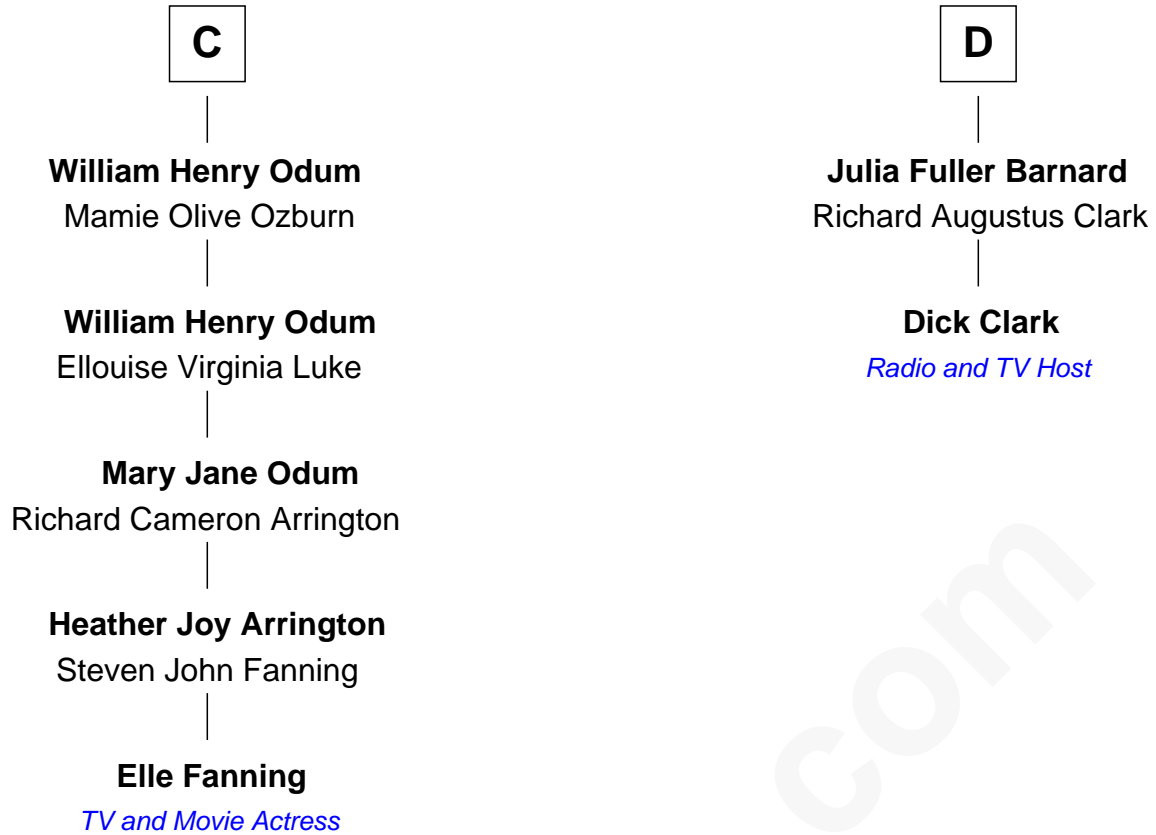 C
William Henry Odum
Mamie Olive Ozburn
William Henry Odum
Ellouise Virginia Luke
Mary Jane Odum
Richard Cameron Arrington
Heather Joy Arrington
Steven John Fanning
Elle Fanning
TV and Movie Actress
D
Julia Fuller Barnard
Richard Augustus Clark
Dick Clark
Radio and TV Host
com